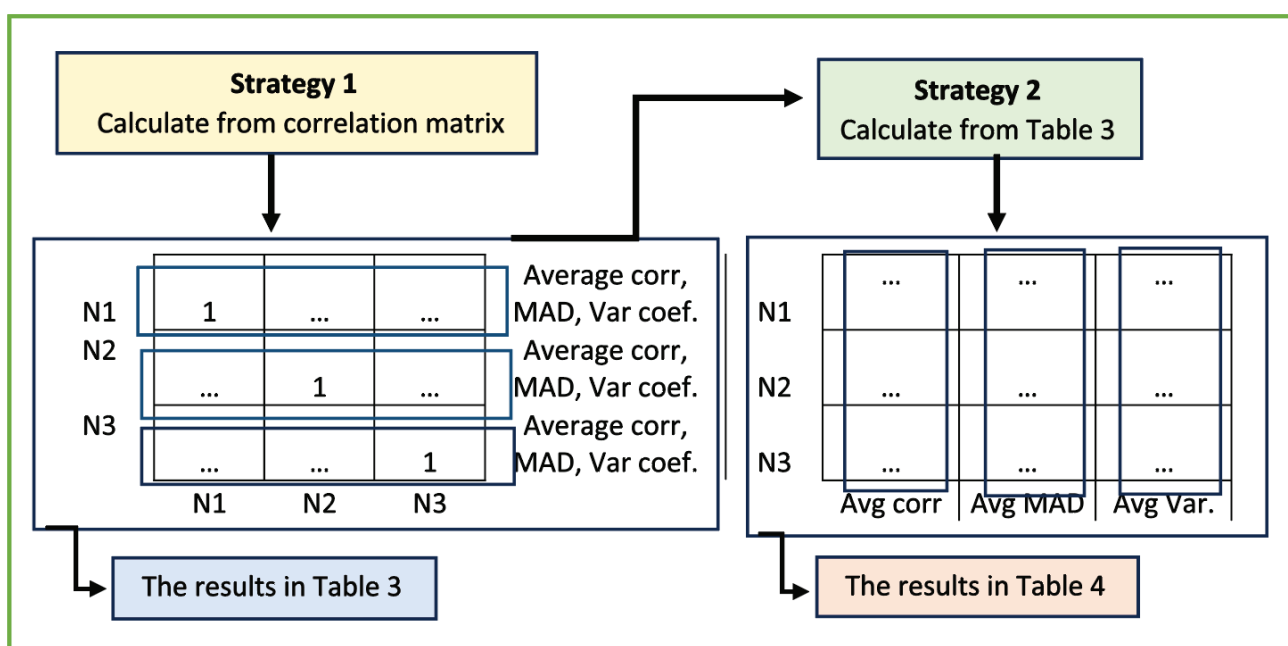 Strategy 1
Calculate from correlation matrix
Strategy 2
Calculate from Table 3
Average corr,
N1 1 ... ... MAD, Var coef.
N2 Average corr,
... 1 ... MAD, Var coef.
N3 Average corr,
... ... 1 MAD, Var coef.
N1 N2 N3
The results in Table 3
... ... ...
N1
N2 ... ... ...
N3 ... ... ...
Avg corr Avg MAD Avg Var.
The results in Table 4